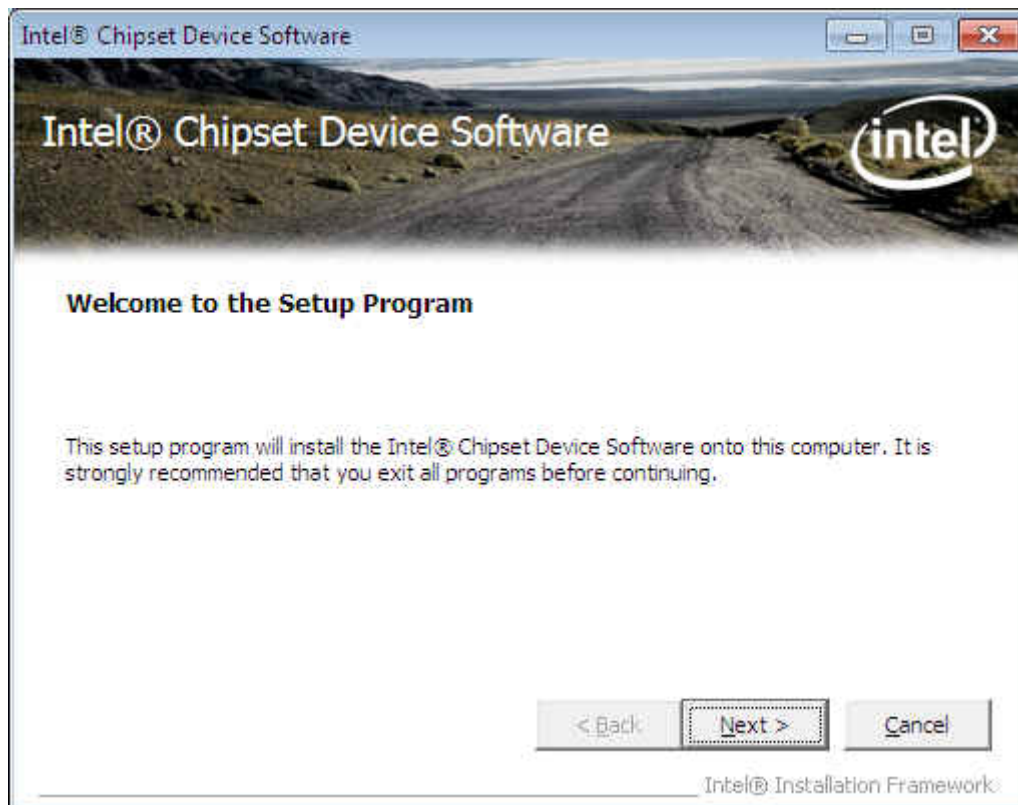 Intel® Chipset Device Software
Intel® Chipset Device Software
intel
Welcome to the Setup Program
This setup program will install the Intel® Chipset Device Software onto this computer. It is
strongly recommended that you exit all programs before continuing.
< Back
Next >
Cancel
Intel® Installation Framework